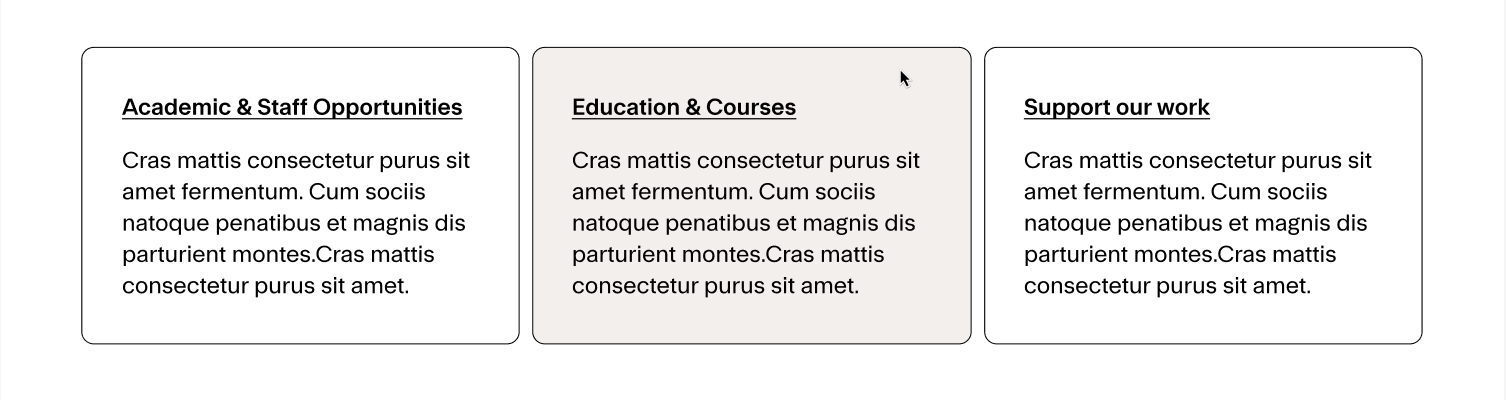 Academic & Staff Opportunities
Cras mattis consectetur purus sit
amet fermentum. Cum sociis
natoque penatibus et magnis dis
parturient montes.Cras mattis
consectetur purus sit amet.
Education & Courses
Cras mattis consectetur purus sit
amet fermentum. Cum sociis
natoque penatibus et magnis dis
parturient montes.Cras mattis
consectetur purus sit amet.
Support our work
Cras mattis consectetur purus sit
amet fermentum. Cum sociis
natoque penatibus et magnis dis
parturient montes.Cras mattis
consectetur purus sit amet.